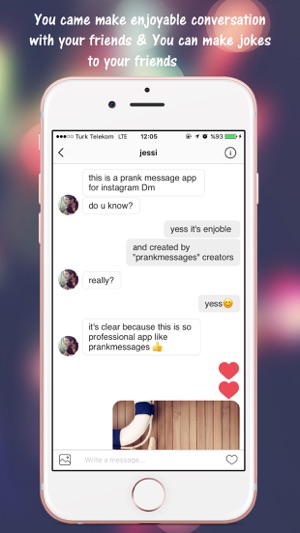 You came make enjoyable conversation
with your friends & You can make jokes
to your friends
Turk Telekom LTE 12:05 %93
jessi
this is a prank message app
for instagram Dm
do u know?
yess it's enjoble
and created by
"prankmessages" creators
really?
yess😊
it's clear because this is so
professional app like
prankmessages 👍
Write a message...